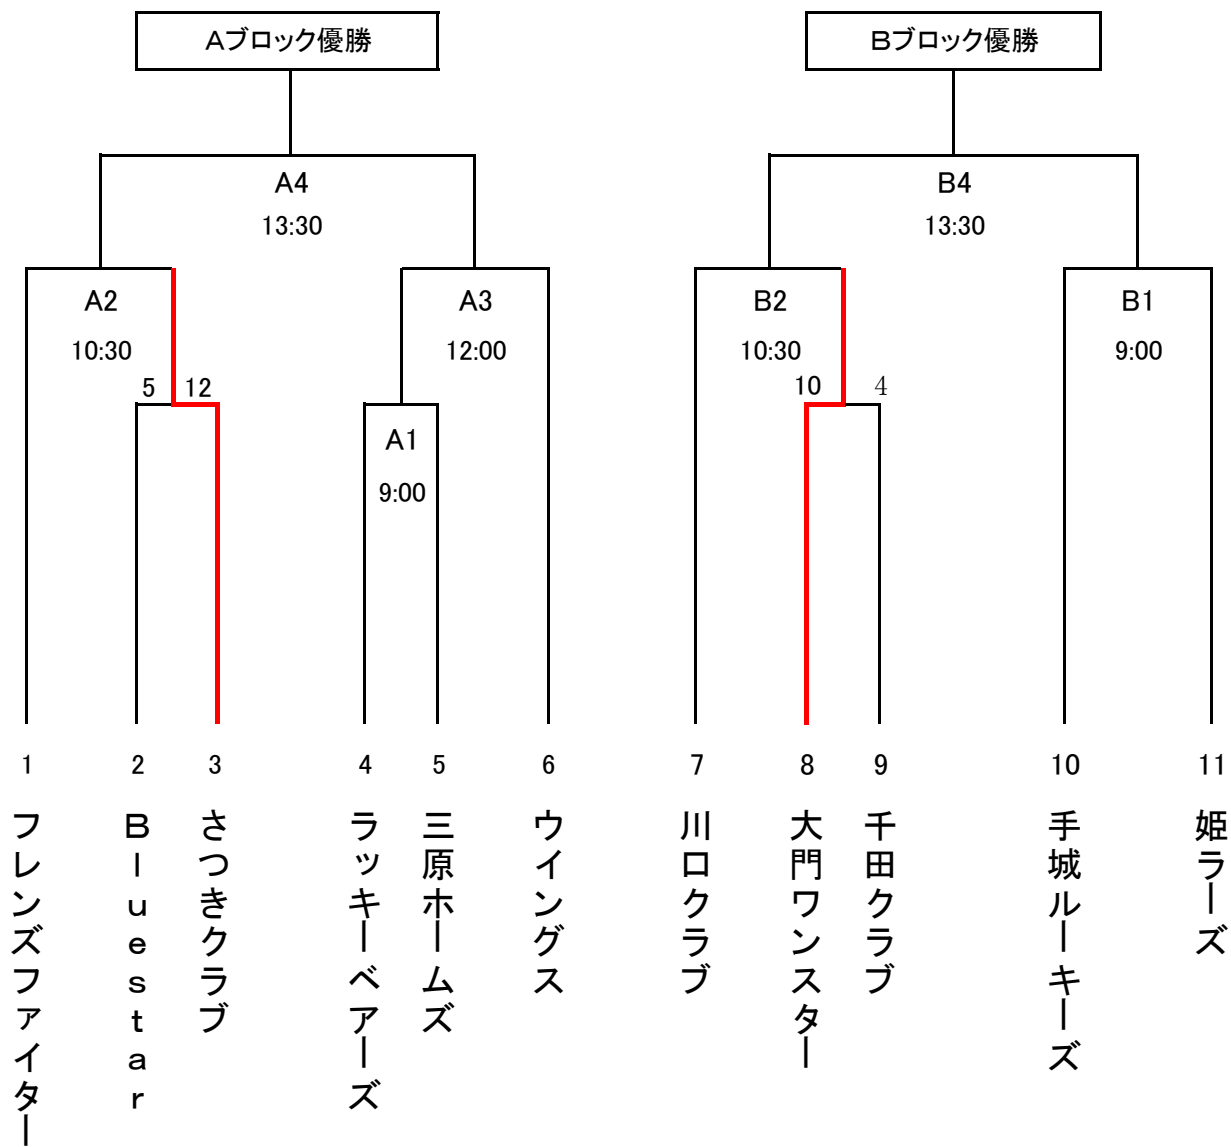 Aブロック優勝
Bブロック優勝
A4
13:30
B4
13:30
A2
10:30
A3
12:00
B2
10:30
B1
9:00
5
12
10
4
A1
9:00
1
2
3
4
5
6
7
8
9
10
11
フレンズファイター
Bluestar
さつきクラブ
ラッキーベアーズ
三原ホームズ
ウイングス
川口クラブ
大門ワンスター
千田クラブ
手城ルーキーズ
姫ラーズ